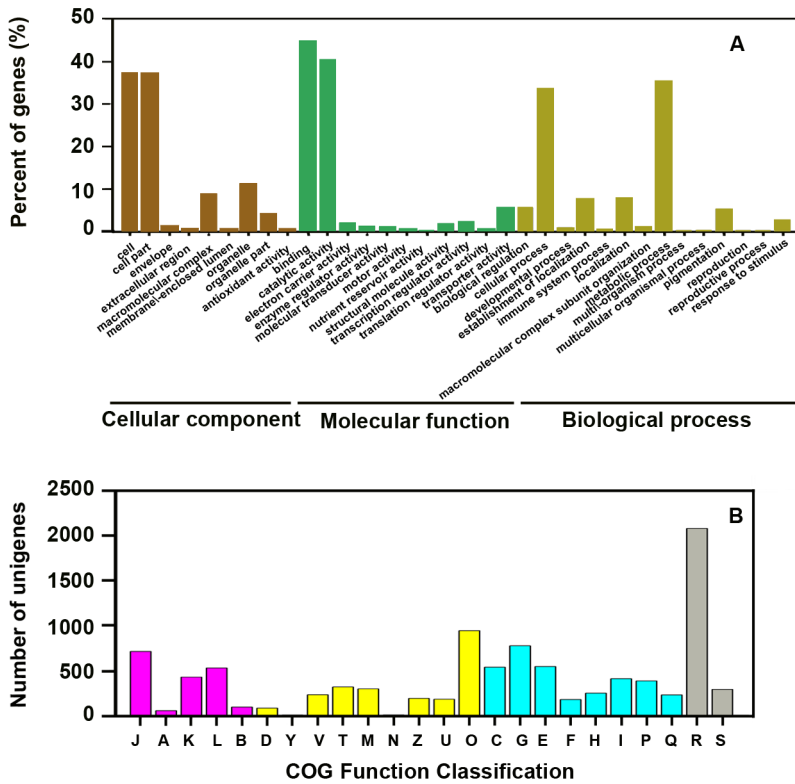 50
A
40
30
20
10
0
Percent of genes (%)
cell
cell part
envelope
extracellular region
macromolecular complex
membranel-enclosed lumen
organelle
organelle part
antioxidant activity
binding
catalytic activity
electron carrier activity
enzyme regulator activity
molecular transducer activity
motor activity
nutrient reservoir activity
structural molecule activity
transcription regulator activity
translation regulator activity
transporter activity
biological regulation
cellular process
developmental process
establishment of localization
immune system process
localization
macromolecular complex subunit organization
metabolic process
multi-organism process
multicellular organismal process
pigmentation
reproduction
reproductive process
response to stimulus
Cellular component Molecular function Biological process
2500
B
2000
1500
1000
500
0
Number of unigenes
J A K L B D Y V T M N Z U O C G E F H I P Q R S
COG Function Classification